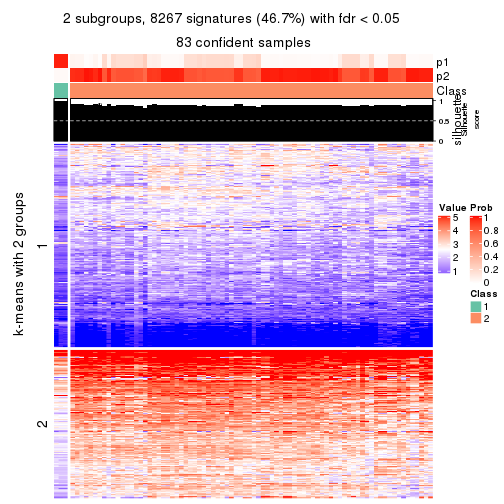 2 subgroups, 8267 signatures (46.7%) with fdr < 0.05
83 confident samples
p1
p2
Class
1
0.5
0
silhouette
Silhouette
score
k-means with 2 groups
1
2
Value
5
4
3
2
1
Prob
1
0.8
0.6
0.4
0.2
0
Class
1
2